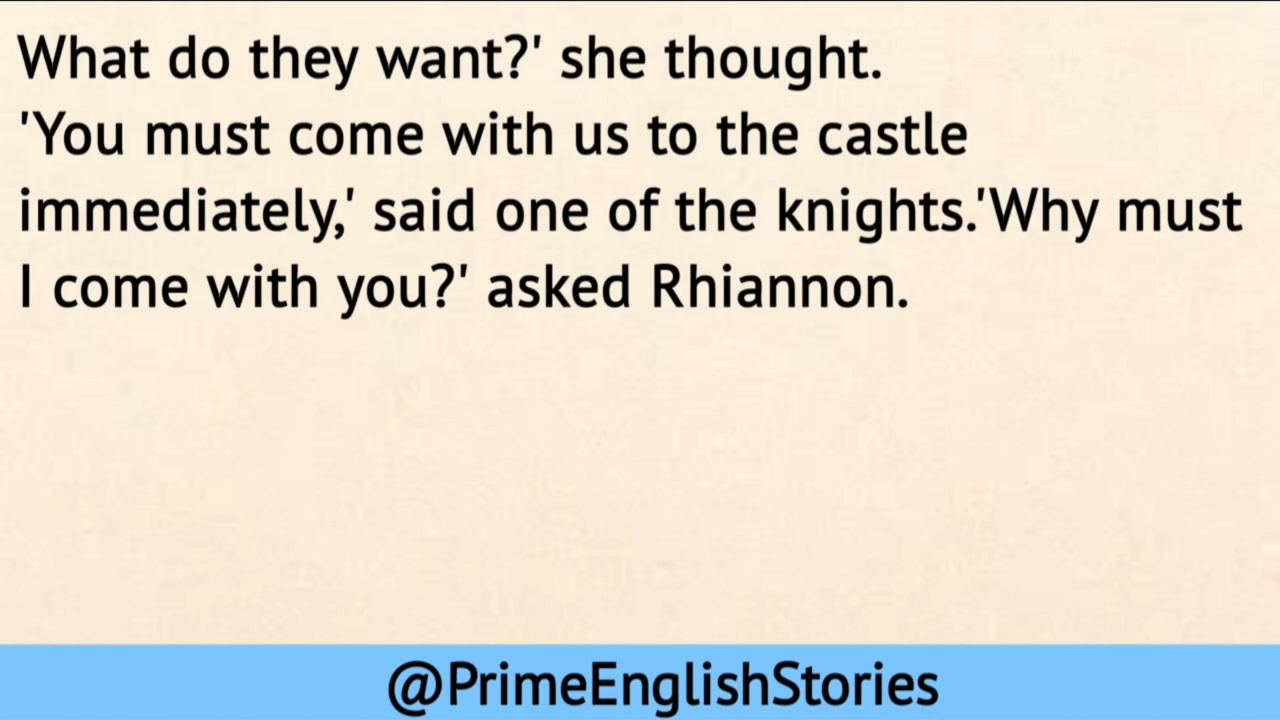 What do they want?' she thought.
'You must come with us to the castle
immediately,' said one of the knights.'Why must
I come with you?' asked Rhiannon.
@PrimeEnglishStories